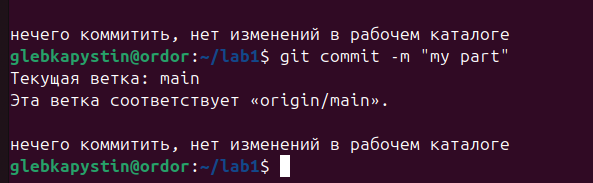 нечего коммитить, нет изменений в рабочем каталоге
glebkapystin@ordor:~/lab1$ git commit -m "my part"
Текущая ветка: main
Эта ветка соответствует «origin/main».
нечего коммитить, нет изменений в рабочем каталоге
glebkapystin@ordor:~/lab1$